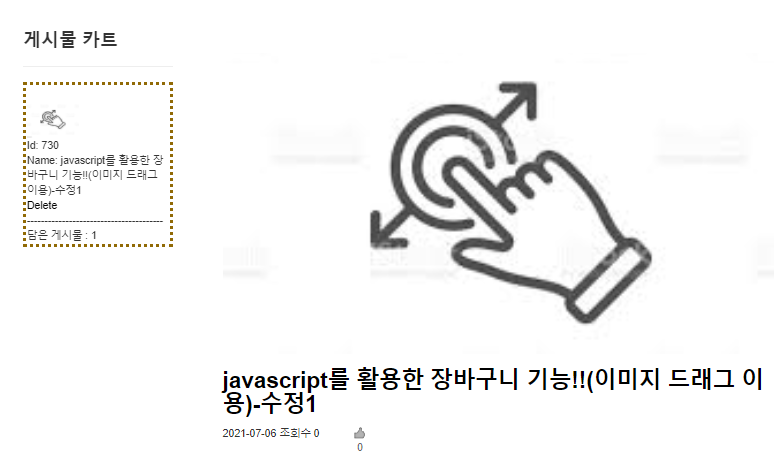 게시물 카트
Id: 730
Name: javascript를 활용한 장
바구니 기능!!(이미지 드래그
이용)-수정1
Delete
담은 게시물 : 1
javascript를 활용한 장바구니 기능!!(이미지 드래그 이
용)-수정1
2021-07-06 조회수 0
0